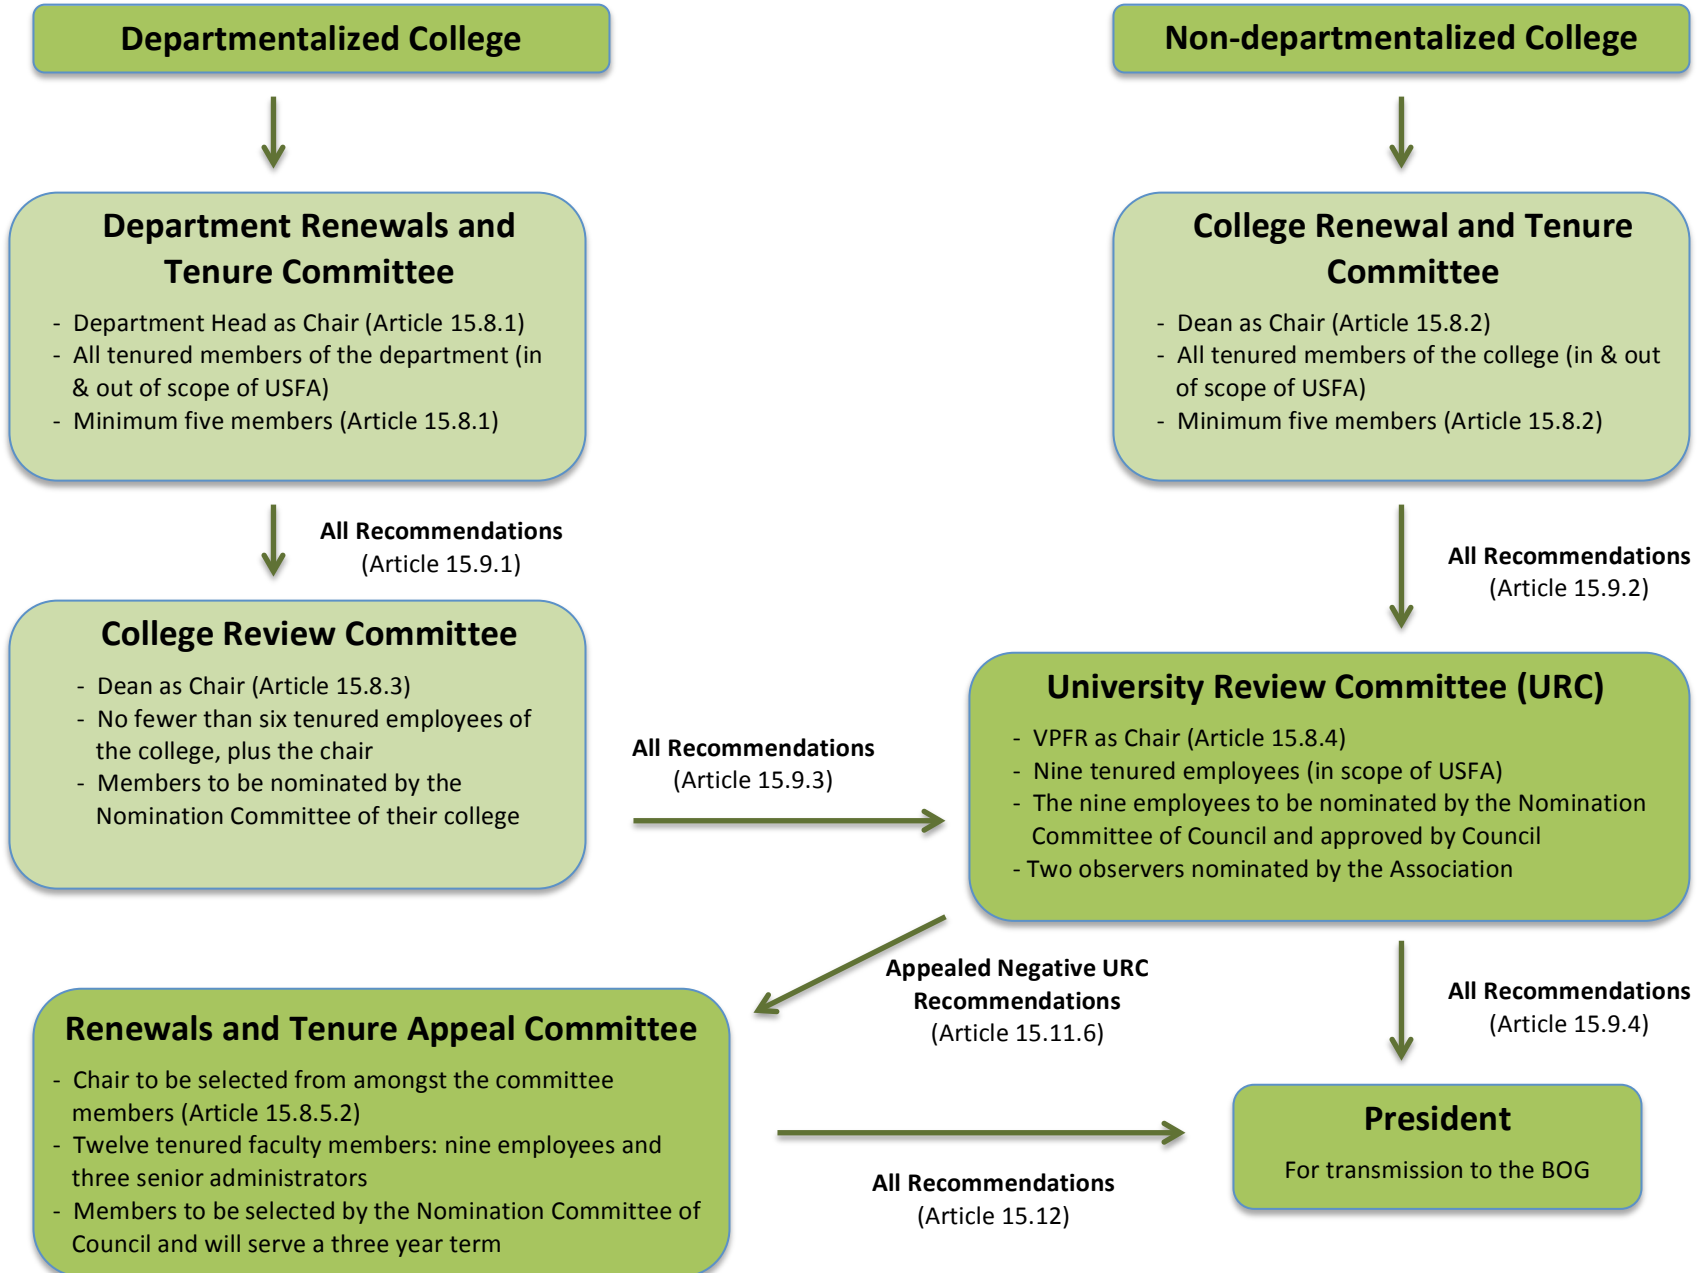 Departmentalized College
Non-departmentalized College
Department Renewals and
Tenure Committee
- Department Head as Chair (Article 15.8.1)
- All tenured members of the department (in
& out of scope of USFA)
- Minimum five members (Article 15.8.1)
College Renewal and Tenure
Committee
- Dean as Chair (Article 15.8.2)
- All tenured members of the college (in & out
of scope of USFA)
- Minimum five members (Article 15.8.2)
All Recommendations
(Article 15.9.1)
All Recommendations
(Article 15.9.2)
College Review Committee
- Dean as Chair (Article 15.8.3)
- No fewer than six tenured employees of
the college, plus the chair
- Members to be nominated by the
Nomination Committee of their college
All Recommendations
(Article 15.9.3)
University Review Committee (URC)
- VPFR as Chair (Article 15.8.4)
- Nine tenured employees (in scope of USFA)
- The nine employees to be nominated by the Nomination
Committee of Council and approved by Council
- Two observers nominated by the Association
Appealed Negative URC
Recommendations
(Article 15.11.6)
All Recommendations
(Article 15.9.4)
Renewals and Tenure Appeal Committee
- Chair to be selected from amongst the committee
members (Article 15.8.5.2)
- Twelve tenured faculty members: nine employees and
three senior administrators
- Members to be selected by the Nomination Committee of
Council and will serve a three year term
All Recommendations
(Article 15.12)
President
For transmission to the BOG